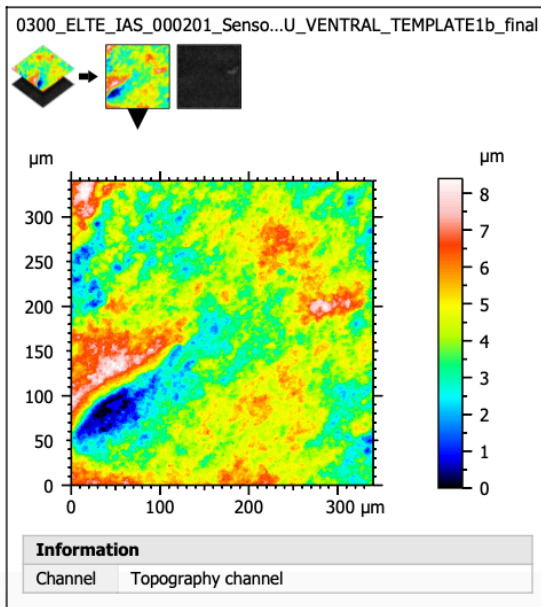 0300_ELTE_IAS_000201_Senso...U_VENTRAL_TEMPLATE1b_final
µm
µm
300
250
200
150
100
50
0
0 100 200 300 µm
8
7
6
5
4
3
2
1
0
Information
Channel Topography channel